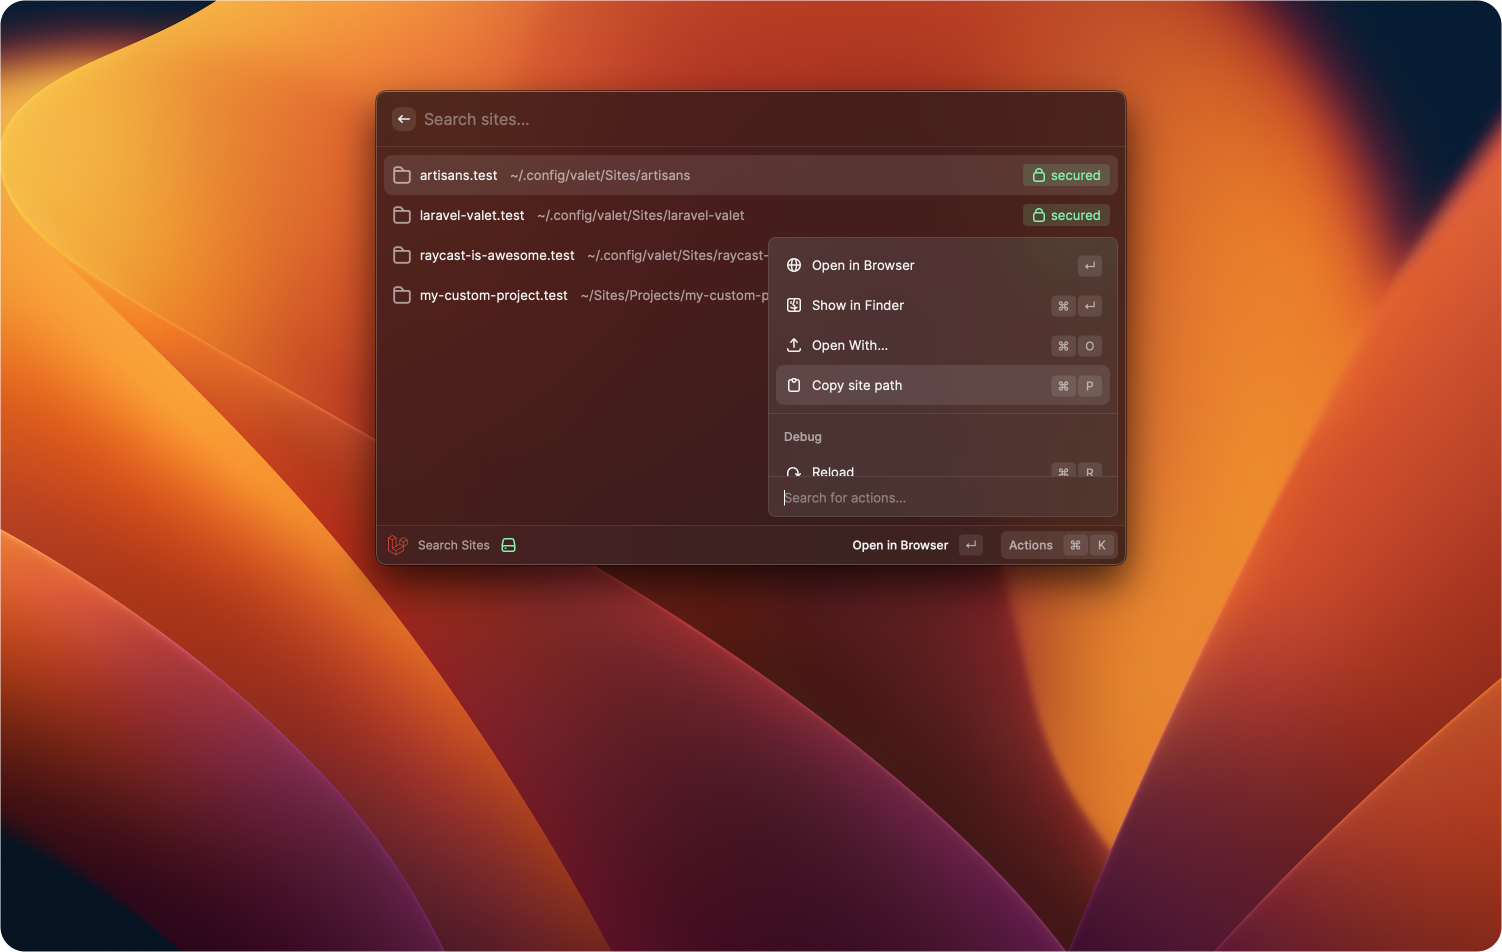 Search sites...
artisans.test ~/.config/valet/Sites/artisans secured
laravel-valet.test ~/.config/valet/Sites/laravel-valet secured
raycast-is-awesome.test ~/.config/valet/Sites/raycast-
my-custom-project.test ~/Sites/Projects/my-custom-p
Open in Browser ↵
Show in Finder ⌘ ↵
Open With... ⌘ O
Copy site path ⌘ P
Debug
Reload ⌘ R
Search for actions...
Search Sites Open in Browser ↵ Actions ⌘ K